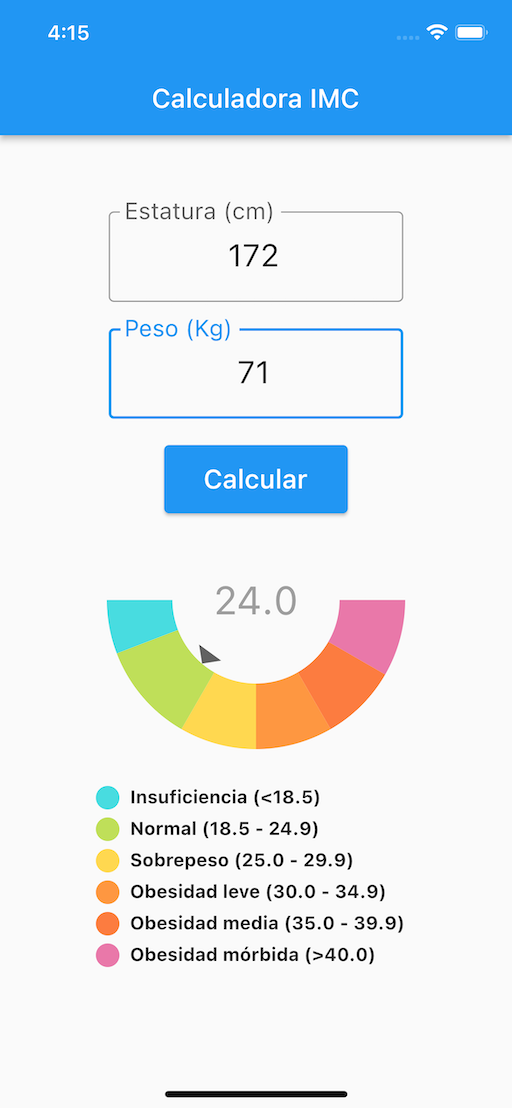 4:15
Calculadora IMC
Estatura (cm)
172
Peso (Kg)
71
Calcular
24.0
Insuficiencia (<18.5)
Normal (18.5 - 24.9)
Sobrepeso (25.0 - 29.9)
Obesidad leve (30.0 - 34.9)
Obesidad media (35.0 - 39.9)
Obesidad mórbida (>40.0)